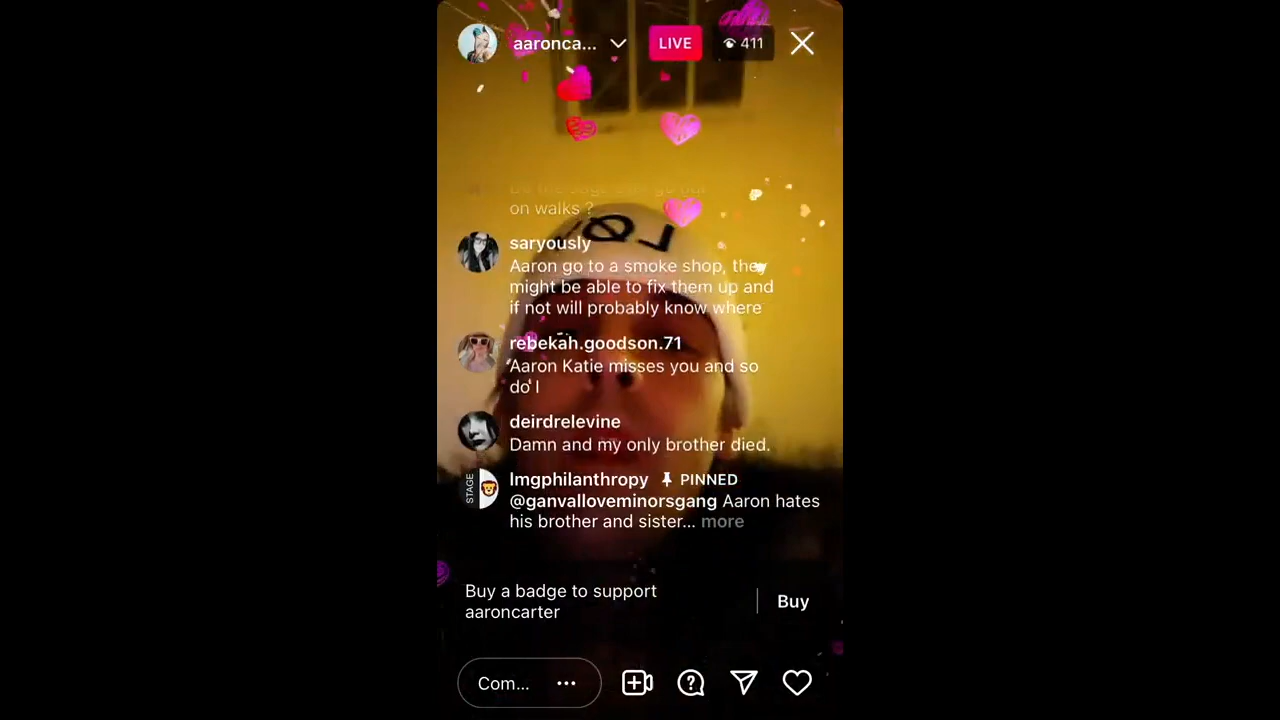 aaronca...
LIVE
411
on walks ?
LØ
saryously
Aaron go to a smoke shop, they
might be able to fix them up and
if not will probably know where
rebekah.goodson.71
Aaron Katie misses you and so
do I
deirdrelevine
Damn and my only brother died.
STAGE
lmgphilanthropy PINNED
@ganvalloveminorsgang Aaron hates
his brother and sister... more
Buy a badge to support
aaroncarter
Buy
Com...